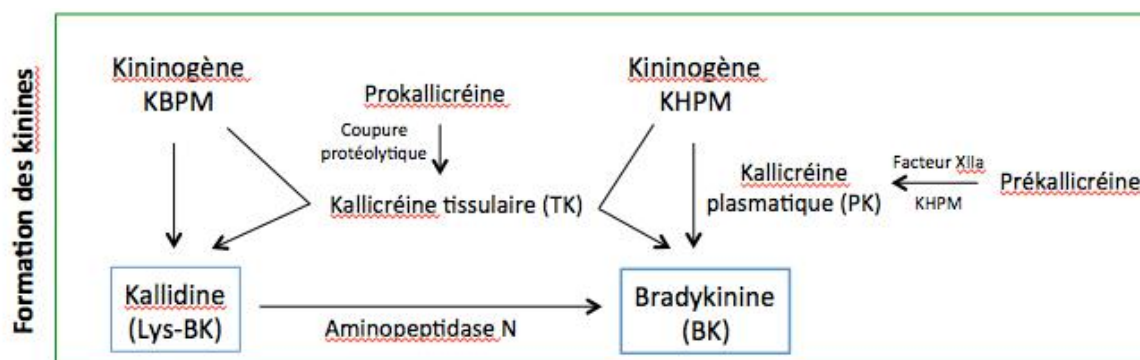 Formation des kinines
Kininogène
KBPM
Prokallicréine
Coupure
protéolytique
Kallicréine tissulaire (TK)
Kininogène
KHPM
Kallicréine
plasmatique (PK)
Facteur XIIa
KHPM
Prékallicréine
Kallidine
(Lys-BK)
Aminopeptidase N
Bradykinine
(BK)